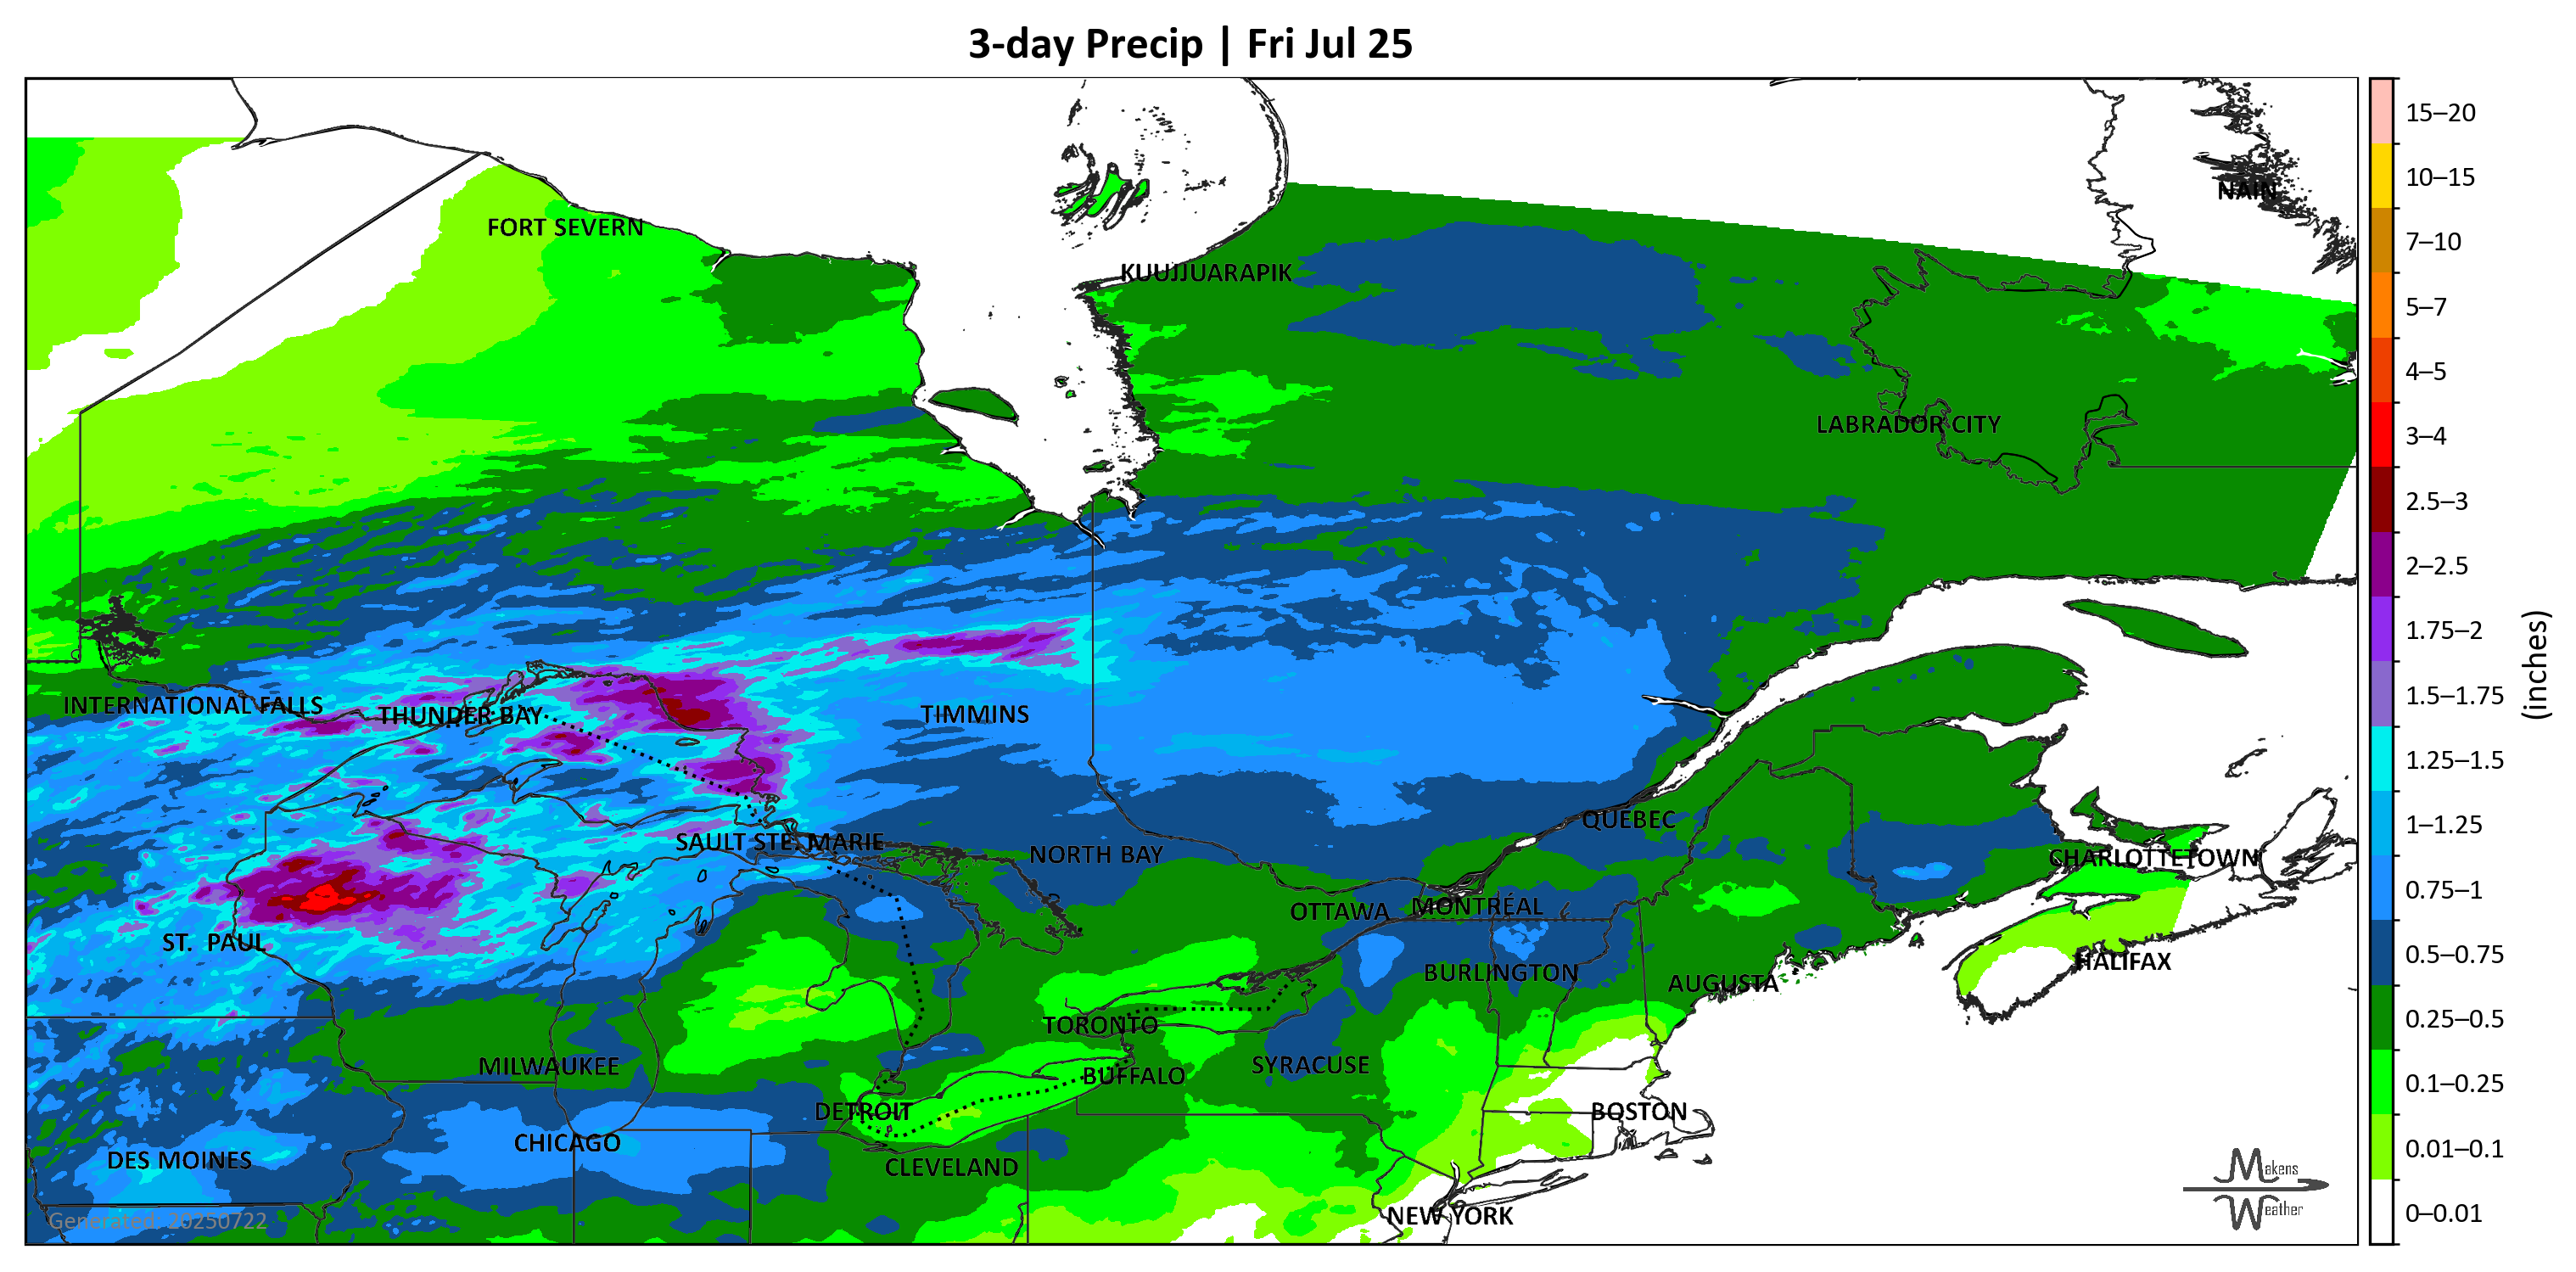 3-day Precip | Fri Jul 25
NAIN
FORT SEVERN
KUUJJUARAPIK
LABRADOR CITY
INTERNATIONAL FALLS
THUNDER BAY
TIMMINS
QUEBEC
SAULT STE. MARIE
NORTH BAY
CHARLOTTETOWN
OTTAWA
MONTRÉAL
ST. PAUL
HALIFAX
BURLINGTON
AUGUSTA
TORONTO
MILWAUKEE
SYRACUSE
BUFFALO
DETROIT
BOSTON
CHICAGO
DES MOINES
CLEVELAND
NEW YORK
Generated: 20250722
Makens
Weather
15–20
10–15
7–10
5–7
4–5
3–4
2.5–3
2–2.5
1.75–2
1.5–1.75
1.25–1.5
1–1.25
0.75–1
0.5–0.75
0.25–0.5
0.1–0.25
0.01–0.1
0–0.01
(inches)